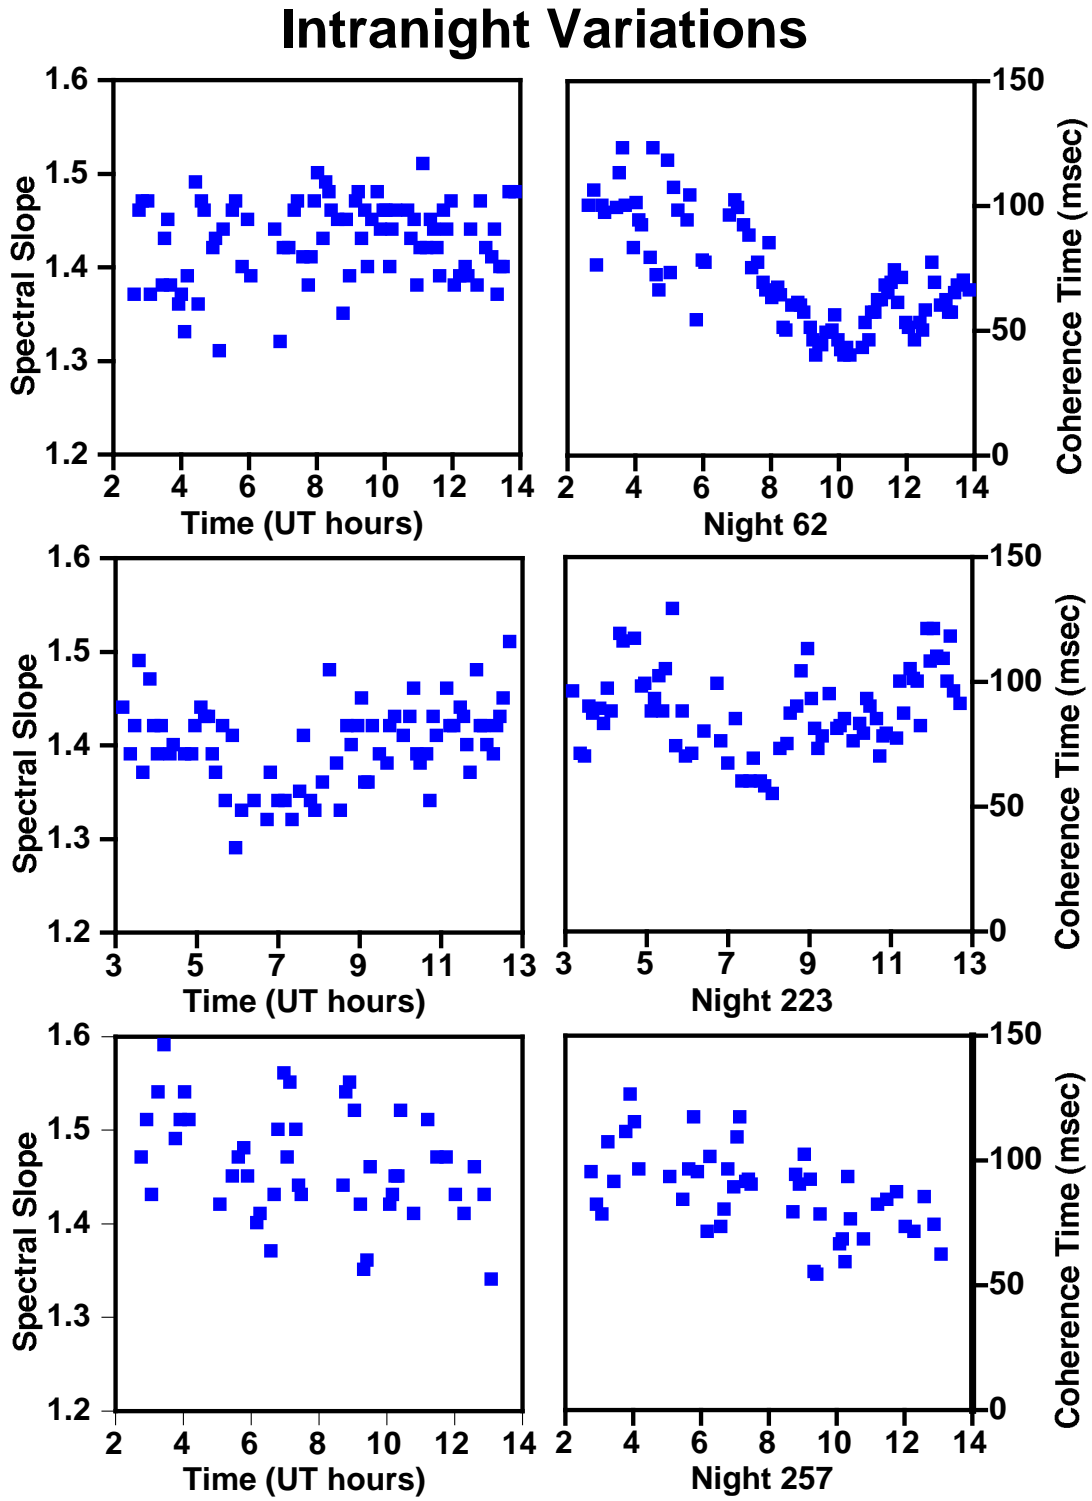 Intranight Variations
1.6
1.5
1.4
1.3
1.2
Spectral Slope
2 4 6 8 10 12 14
Time (UT hours)
150
100
50
0
Coherence Time (msec)
2 4 6 8 10 12 14
Night 62
1.6
1.5
1.4
1.3
1.2
Spectral Slope
3 5 7 9 11 13
Time (UT hours)
150
100
50
0
Coherence Time (msec)
3 5 7 9 11 13
Night 223
1.6
1.5
1.4
1.3
1.2
Spectral Slope
2 4 6 8 10 12 14
Time (UT hours)
150
100
50
0
Coherence Time (msec)
2 4 6 8 10 12 14
Night 257